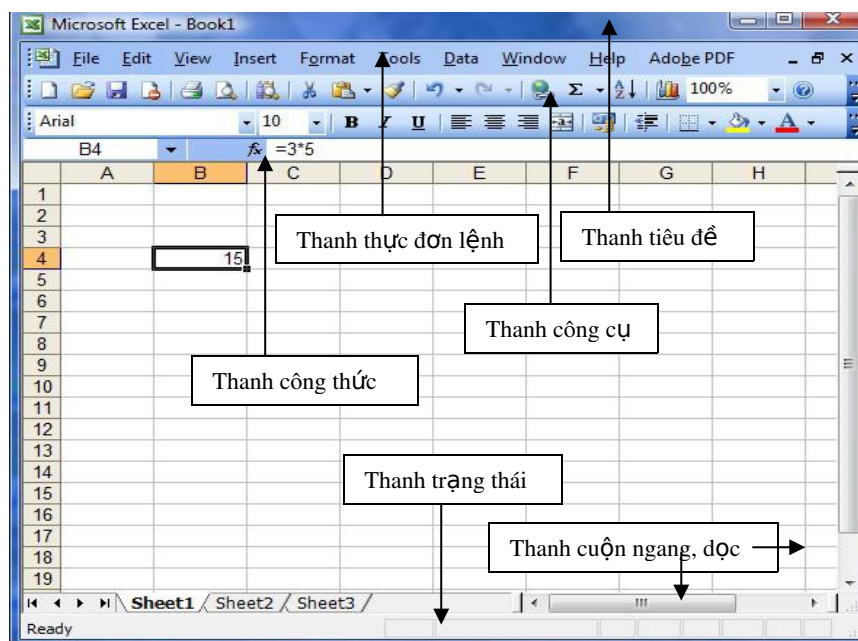 Microsoft Excel - Book1
File Edit View Insert Format Tools Data Window Help Adobe PDF
100%
Arial 10 B I U A
B4 fx =3*5
A B C D E F G H
1
2
3
Thanh thực đơn lệnh Thanh tiêu đề
4 15
5
6
7
Thanh công cụ
8
9
Thanh công thức
10
11
12
13
14
Thanh trạng thái
15
16
17
Thanh cuộn ngang, dọc
18
19
Sheet1 / Sheet2 / Sheet3 /
Ready